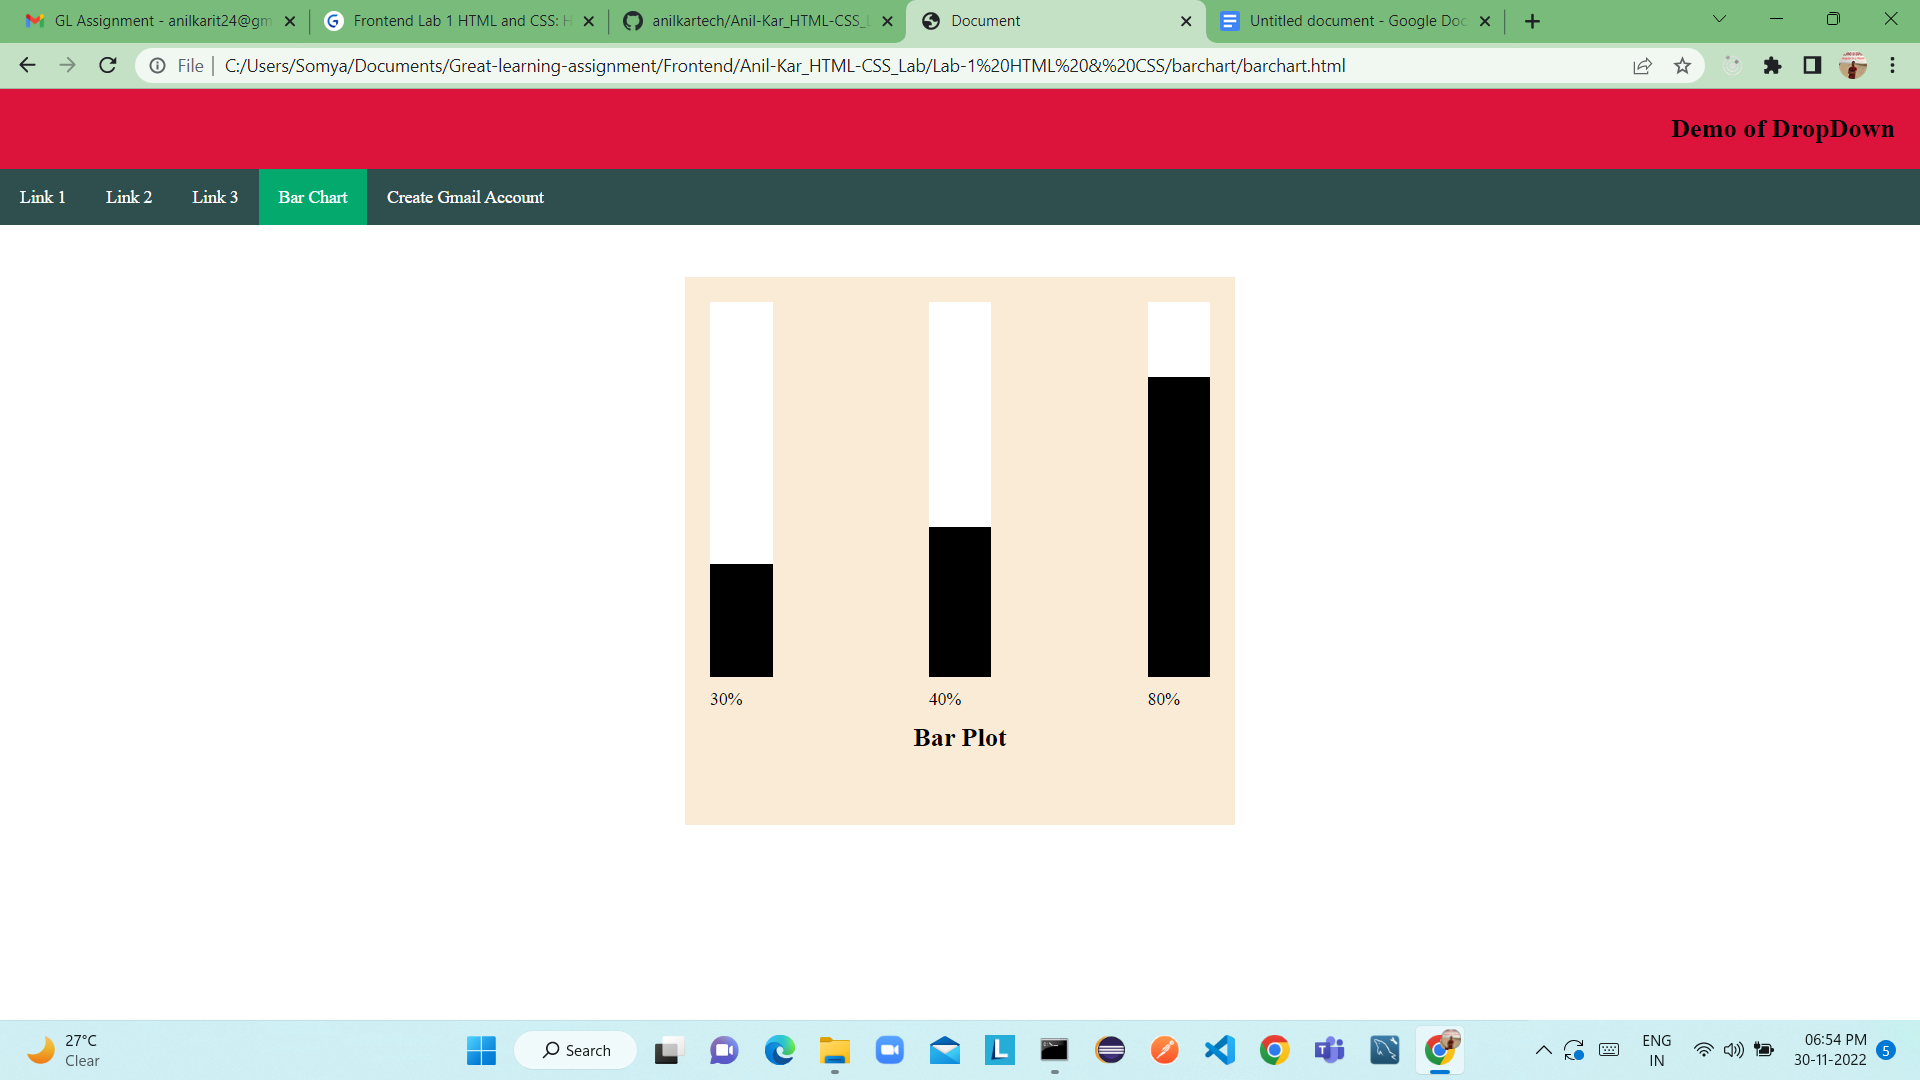 GL Assignment - anilkarit24@gm
Frontend Lab 1 HTML and CSS: H
anilkartech/Anil-Kar_HTML-CSS_L
Document
Untitled document - Google Doc
File
C:/Users/Somya/Documents/Great-learning-assignment/Frontend/Anil-Kar_HTML-CSS_Lab/Lab-1%20HTML%20&%20CSS/barchart/barchart.html
Demo of DropDown
Link 1
Link 2
Link 3
Bar Chart
Create Gmail Account
30%
40%
80%
Bar Plot
27°C
Clear
Search
ENG
IN
06:54 PM
30-11-2022
5